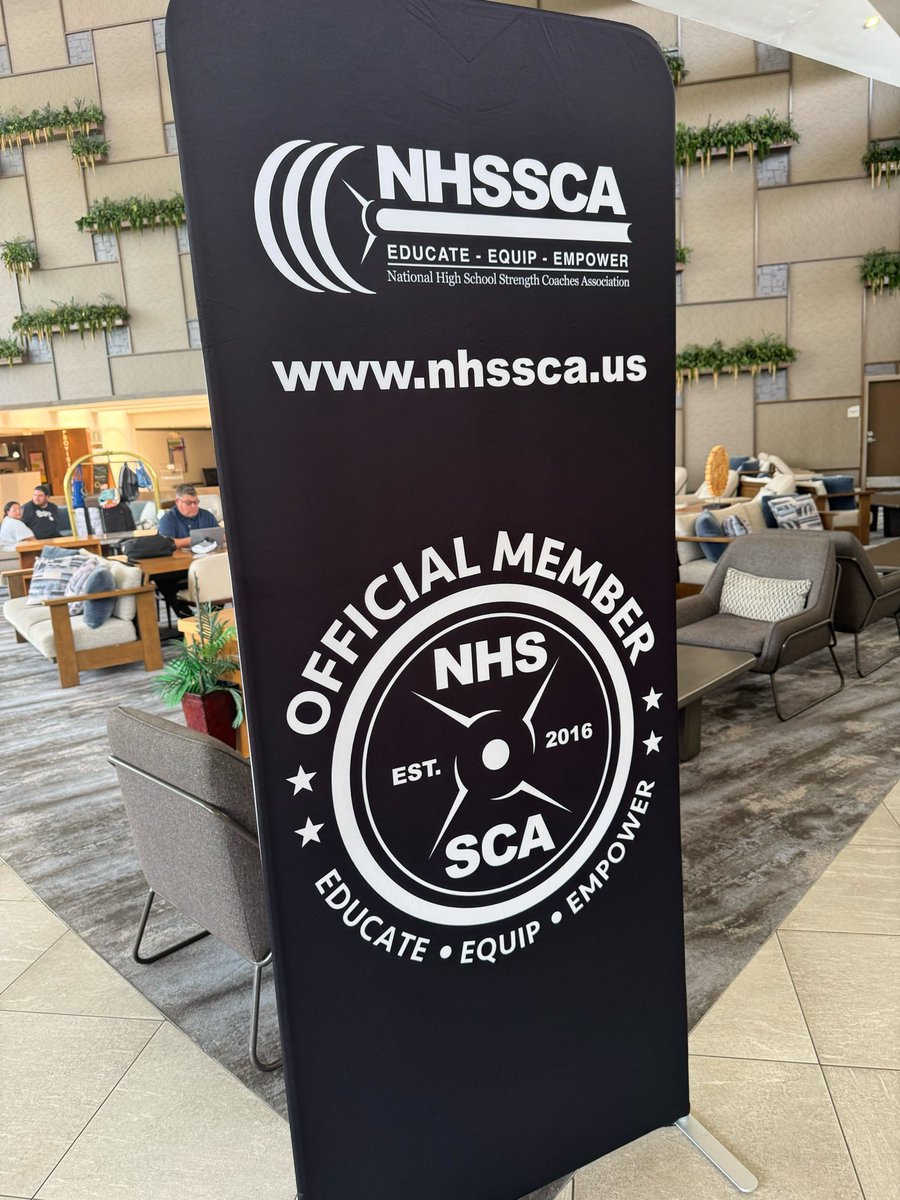 NHSSCA
EDUCATE - EQUIP - EMPOWER
National High School Strength Coaches Association
www.nhssca.us
OFFICIAL MEMBER
NHS
EST. 2016
SCA
EDUCATE • EQUIP • EMPOWER